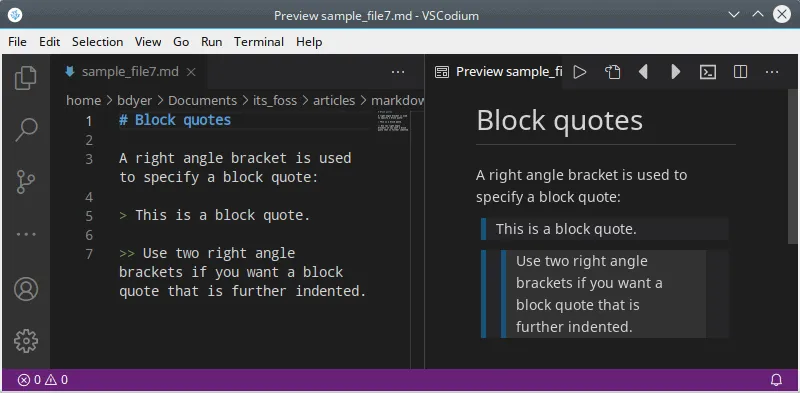 Preview sample_file7.md - VSCodium
File Edit Selection View Go Run Terminal Help
sample_file7.md
home > bdyer > Documents > its_foss > articles > markdow
1 # Block quotes
2
3 A right angle bracket is used
to specify a block quote:
4
5 > This is a block quote.
6
7 >> Use two right angle
brackets if you want a block
quote that is further indented.
Preview sample_fi
Block quotes
A right angle bracket is used to
specify a block quote:
This is a block quote.
Use two right angle
brackets if you want a
block quote that is
further indented.
0 0